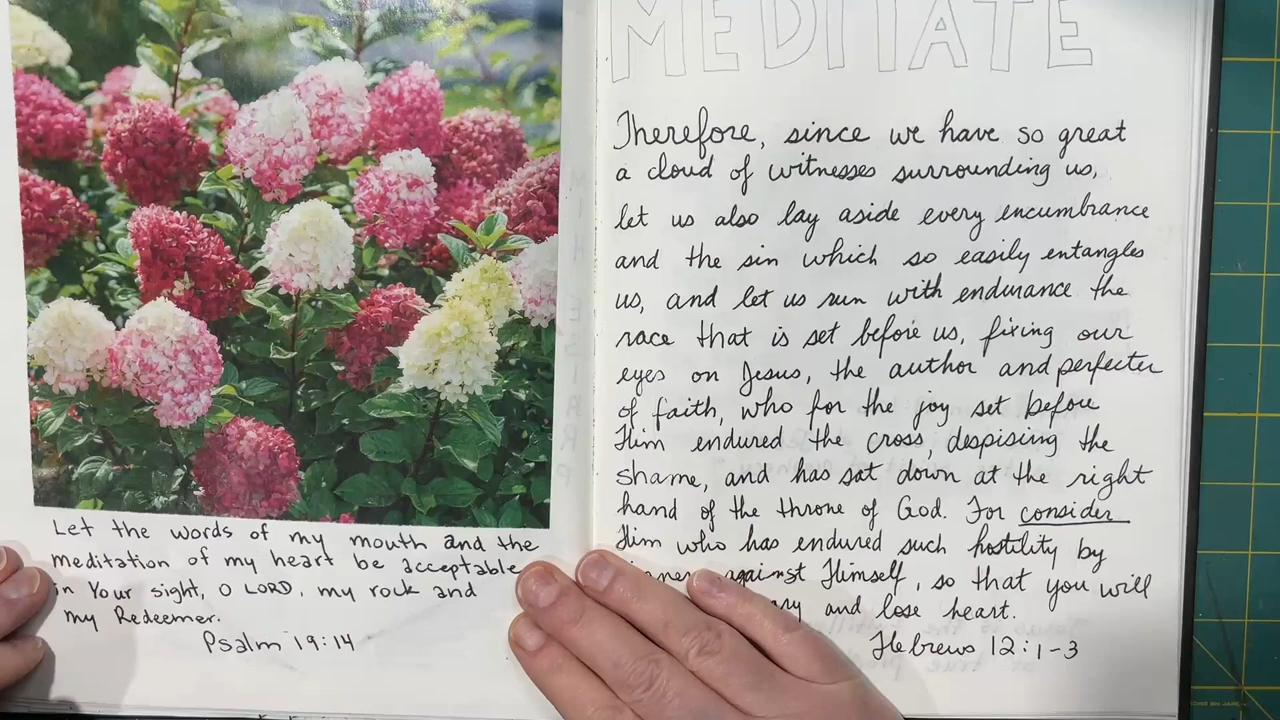 Let the words of my mouth and the
meditation of my heart be acceptable
in Your sight, O LORD, my rock and
my Redeemer.
Psalm 19:14
MEDITATE
Therefore, since we have so great
a cloud of witnesses surrounding us,
let us also lay aside every encumbrance
and the sin which so easily entangles
us, and let us run with endurance the
race that is set before us, fixing our
eyes on Jesus, the author and perfecter
of faith, who for the joy set before
Him endured the cross, despising the
shame, and has sat down at the right
hand of the throne of God. For consider
Him who has endured such hostility by
against Himself, so that you will
and lose heart.
Hebrews 12:1-3